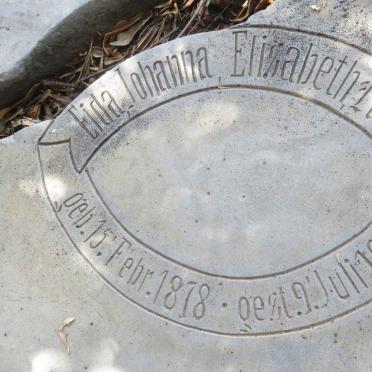 Lida Johanna Elizabeth
geb. 15. Febr. 1878 · gest. 9. Juli